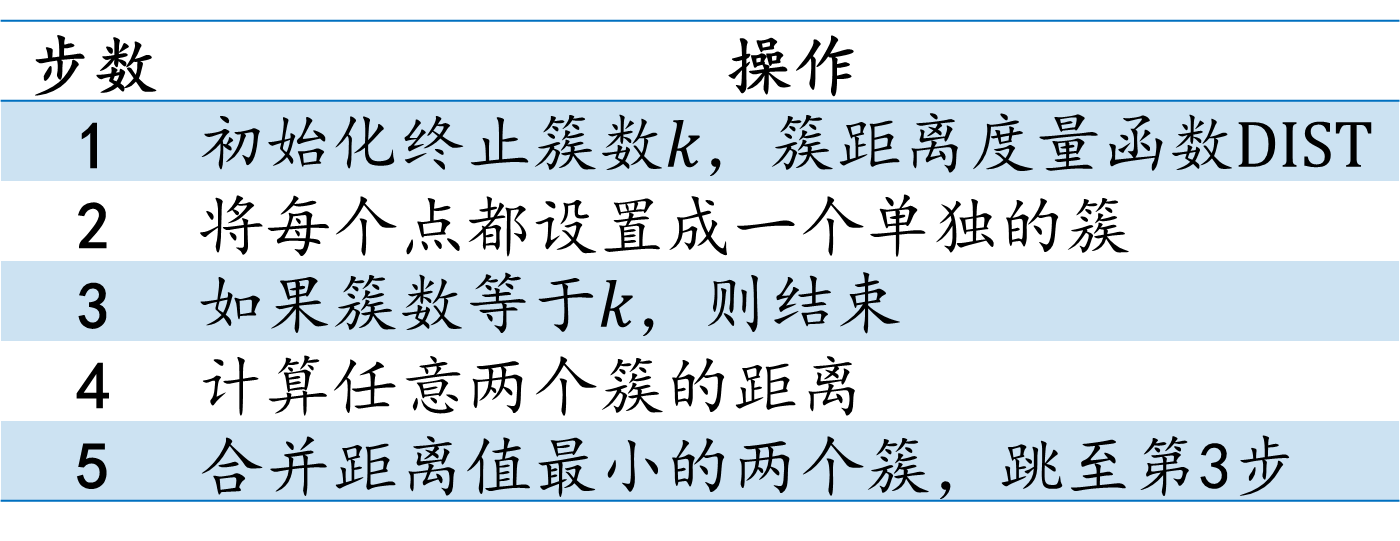 步数 操作
1 初始化终止簇数k，簇距离度量函数DIST
2 将每个点都设置成一个单独的簇
3 如果簇数等于k，则结束
4 计算任意两个簇的距离
5 合并距离值最小的两个簇，跳至第3步